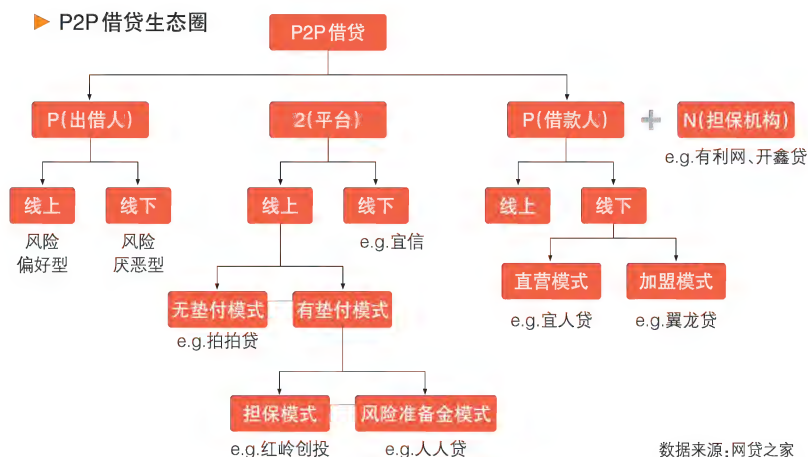 P2P借贷生态圈
P2P借贷
P(出借人)
2(平台)
P(借款人)
N(担保机构)
e.g.有利网、开鑫贷
线上
线下
线上
线下
线上
线下
风险
偏好型
风险
厌恶型
e.g.宜信
无垫付模式
有垫付模式
直营模式
加盟模式
e.g.拍拍贷
e.g.宜人贷
e.g.翼龙贷
担保模式
风险准备金模式
e.g.红岭创投
e.g.人人贷
数据来源:网贷之家